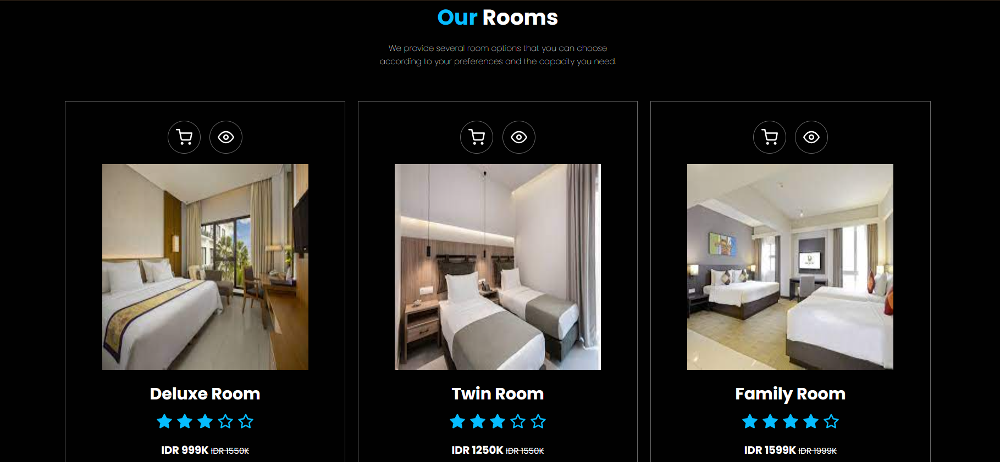 Our Rooms
We provide several room options that you can choose
according to your preferences and the capacity you need.
Deluxe Room
IDR 999K IDR 1550K
Twin Room
IDR 1250K IDR 1550K
Family Room
IDR 1599K IDR 1999K